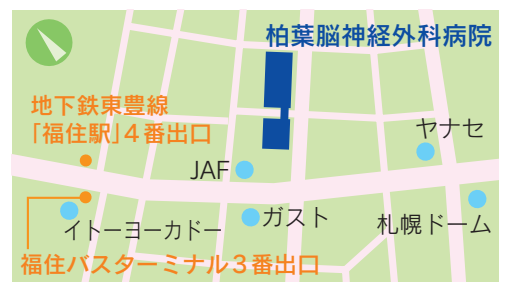 柏葉脳神経外科病院
地下鉄東豊線
「福住駅」4番出口
ヤナセ
JAF
ガスト
イトーヨーカドー
札幌ドーム
福住バスターミナル3番出口